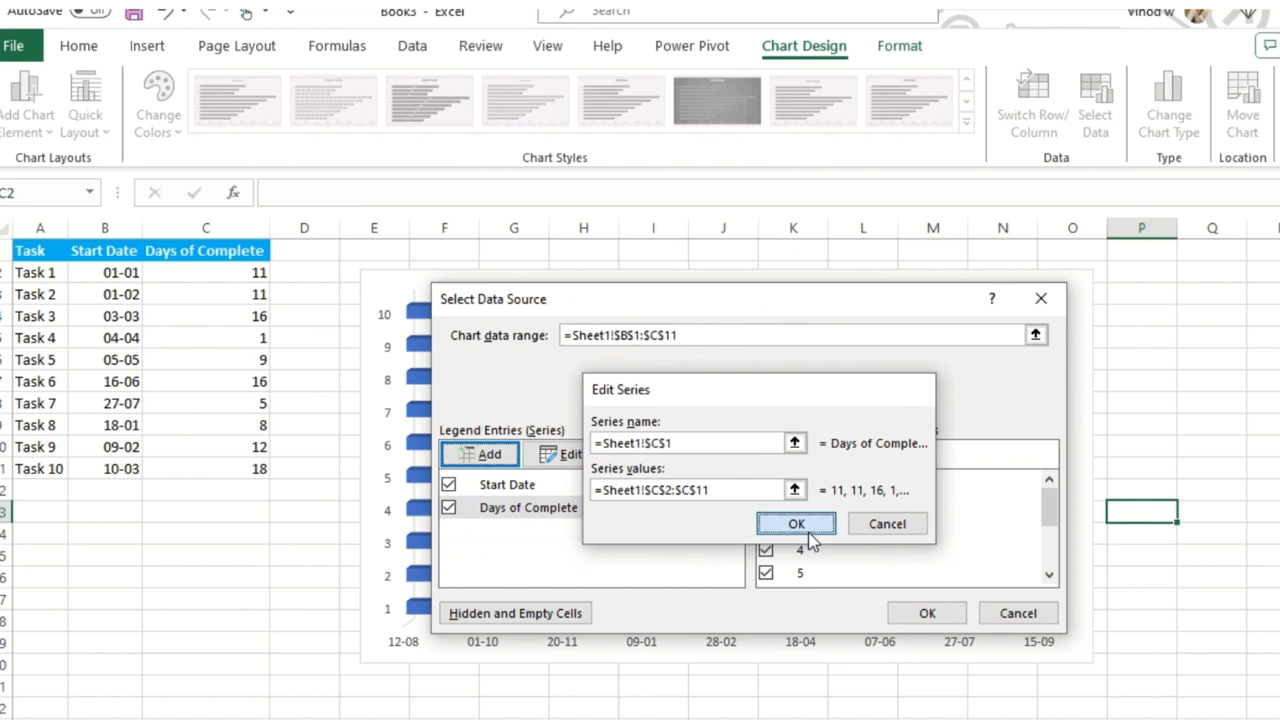 AutoSave Off Book3 - Excel Search Vinod w
File Home Insert Page Layout Formulas Data Review View Help Power Pivot Chart Design Format
Add Chart Element Quick Layout Change Colors Switch Row/ Column Select Data Change Chart Type Move Chart
Chart Layouts Chart Styles Data Type Location
C2 fx
A B C D E F G H I J K L M N O P Q
Task Start Date Days of Complete
Task 1 01-01 11
Task 2 01-02 11
Task 3 03-03 16
Task 4 04-04 1
Task 5 05-05 9
Task 6 16-06 16
Task 7 27-07 5
Task 8 18-01 8
Task 9 09-02 12
Task 10 10-03 18
10
9
8
7
6
5
4
3
2
1
12-08 01-10 20-11 09-01 28-02 18-04 07-06 27-07 15-09
Select Data Source ?
Chart data range: =Sheet1!$B$1:$C$11
Legend Entries (Series)
Add Edit
Start Date
Days of Complete
4
5
Hidden and Empty Cells OK Cancel
Edit Series
Series name:
=Sheet1!$C$1 = Days of Comple...
Series values:
=Sheet1!$C$2:$C$11 = 11, 11, 16, 1,...
OK Cancel